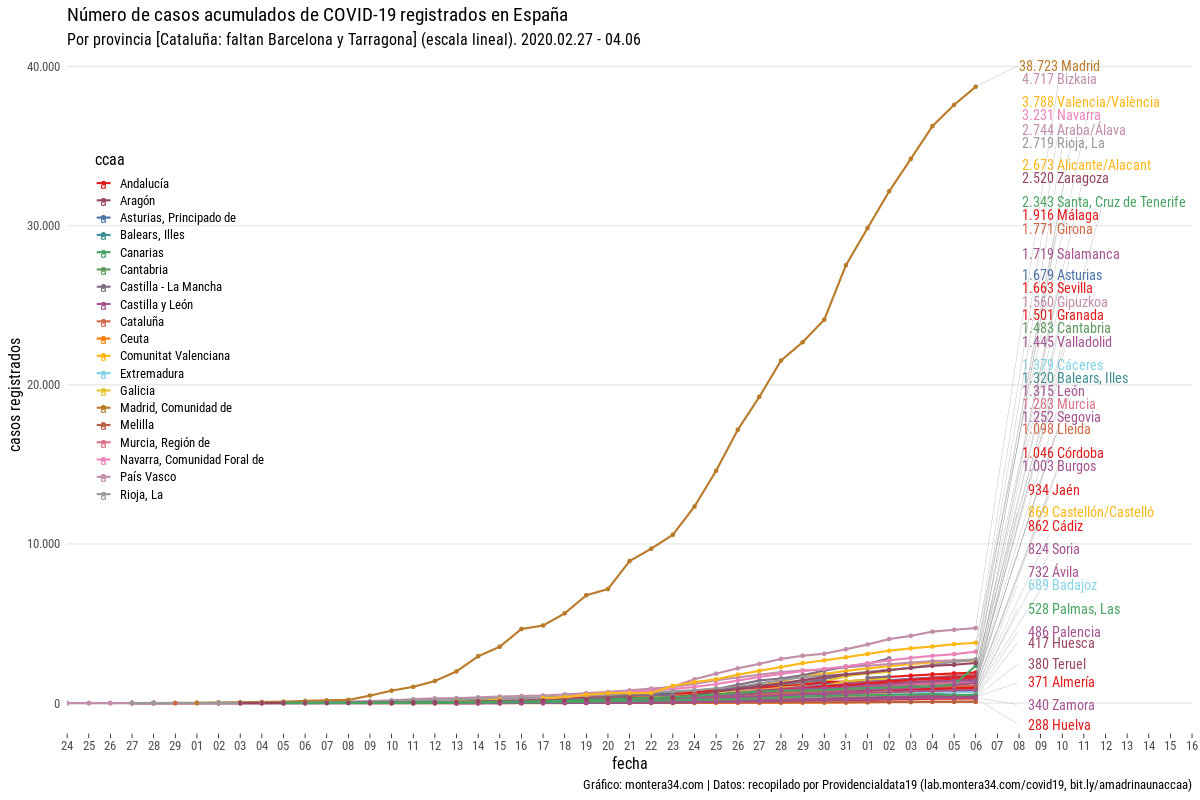 Número de casos acumulados de COVID-19 registrados en España
Por provincia [Cataluña: faltan Barcelona y Tarragona] (escala lineal). 2020.02.27 - 04.06
40.000
30.000
20.000
10.000
0
casos registrados
ccaa
Andalucía
Aragón
Asturias, Principado de
Balears, Illes
Canarias
Cantabria
Castilla - La Mancha
Castilla y León
Cataluña
Ceuta
Comunitat Valenciana
Extremadura
Galicia
Madrid, Comunidad de
Melilla
Murcia, Región de
Navarra, Comunidad Foral de
País Vasco
Rioja, La
38.723 Madrid
4.717 Bizkaia
3.788 Valencia/València
3.231 Navarra
2.744 Araba/Álava
2.719 Rioja, La
2.673 Alicante/Alacant
2.520 Zaragoza
2.343 Santa, Cruz de Tenerife
1.916 Málaga
1.771 Girona
1.719 Salamanca
1.679 Asturias
1.663 Sevilla
1.560 Gipuzkoa
1.501 Granada
1.483 Cantabria
1.445 Valladolid
1.379 Cáceres
1.320 Balears, Illes
1.315 León
1.283 Murcia
1.252 Segovia
1.098 Lleida
1.046 Córdoba
1.003 Burgos
934 Jaén
869 Castellón/Castelló
862 Cádiz
824 Soria
732 Ávila
689 Badajoz
528 Palmas, Las
486 Palencia
417 Huesca
380 Teruel
371 Almería
340 Zamora
288 Huelva
24 25 26 27 28 29 01 02 03 04 05 06 07 08 09 10 11 12 13 14 15 16 17 18 19 20 21 22 23 24 25 26 27 28 29 30 31 01 02 03 04 05 06 07 08 09 10 11 12 13 14 15 16
fecha
Gráfico: montera34.com | Datos: recopilado por Providencialdata19 (lab.montera34.com/covid19, bit.ly/amadrinaunaccaa)